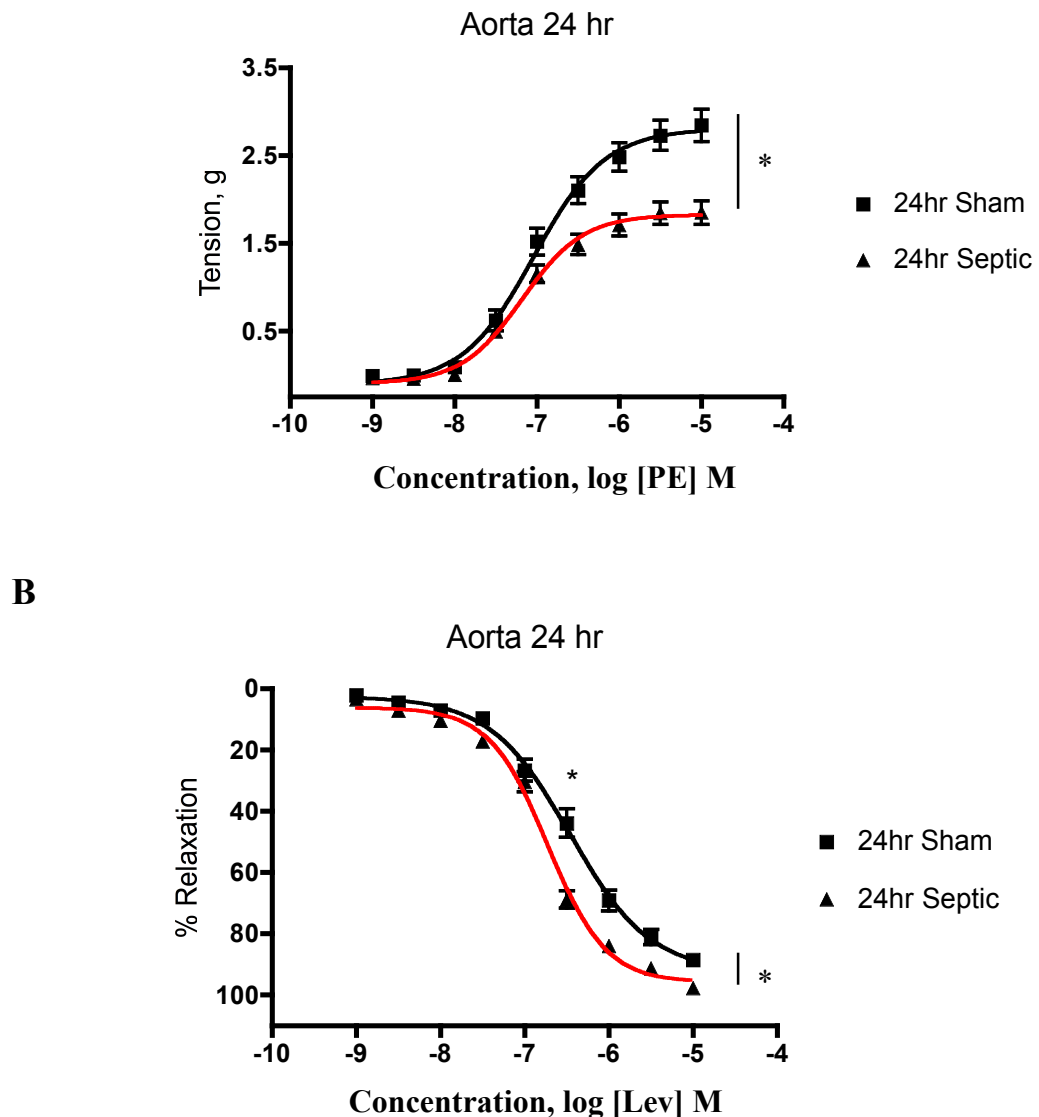 Aorta 24 hr
3.5
2.5
1.5
0.5
Tension, g
-10 -9 -8 -7 -6 -5 -4
Concentration, log [PE] M
*
24hr Sham
24hr Septic
B
Aorta 24 hr
0
20
40
60
80
100
% Relaxation
-10 -9 -8 -7 -6 -5 -4
Concentration, log [Lev] M
*
24hr Sham
24hr Septic
*